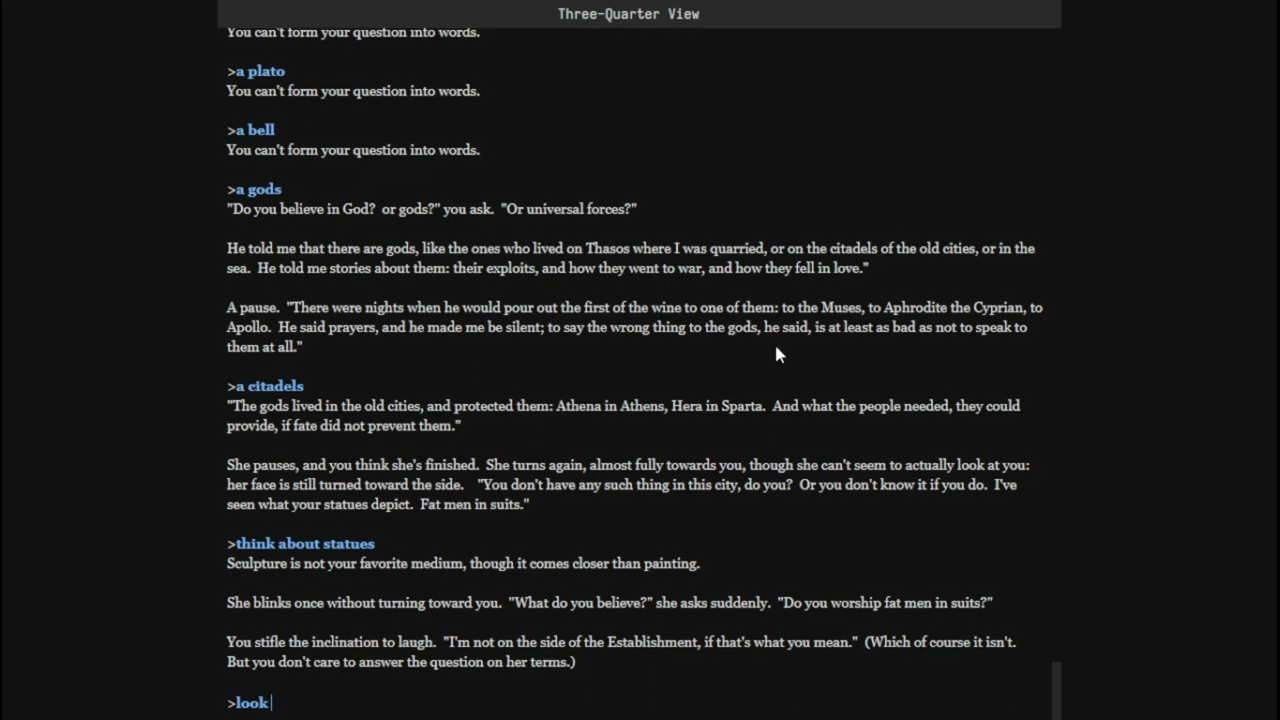 Three-Quarter View
You can't form your question into words.
>a plato
You can't form your question into words.
>a bell
You can't form your question into words.
>a gods
"Do you believe in God?  or gods?" you ask.  "Or universal forces?"
He told me that there are gods, like the ones who lived on Thasos where I was quarried, or on the citadels of the old cities, or in the
sea.  He told me stories about them: their exploits, and how they went to war, and how they fell in love."
A pause.  "There were nights when he would pour out the first of the wine to one of them: to the Muses, to Aphrodite the Cyprian, to
Apollo.  He said prayers, and he made me be silent; to say the wrong thing to the gods, he said, is at least as bad as not to speak to
them at all."
>a citadels
"The gods lived in the old cities, and protected them: Athena in Athens, Hera in Sparta.  And what the people needed, they could
provide, if fate did not prevent them."
She pauses, and you think she's finished.  She turns again, almost fully towards you, though she can't seem to actually look at you:
her face is still turned toward the side.   "You don't have any such thing in this city, do you?  Or you don't know it if you do.  I've
seen what your statues depict.  Fat men in suits."
>think about statues
Sculpture is not your favorite medium, though it comes closer than painting.
She blinks once without turning toward you.  "What do you believe?" she asks suddenly.  "Do you worship fat men in suits?"
You stifle the inclination to laugh.  "I'm not on the side of the Establishment, if that's what you mean."  (Which of course it isn't.
But you don't care to answer the question on her terms.)
>look